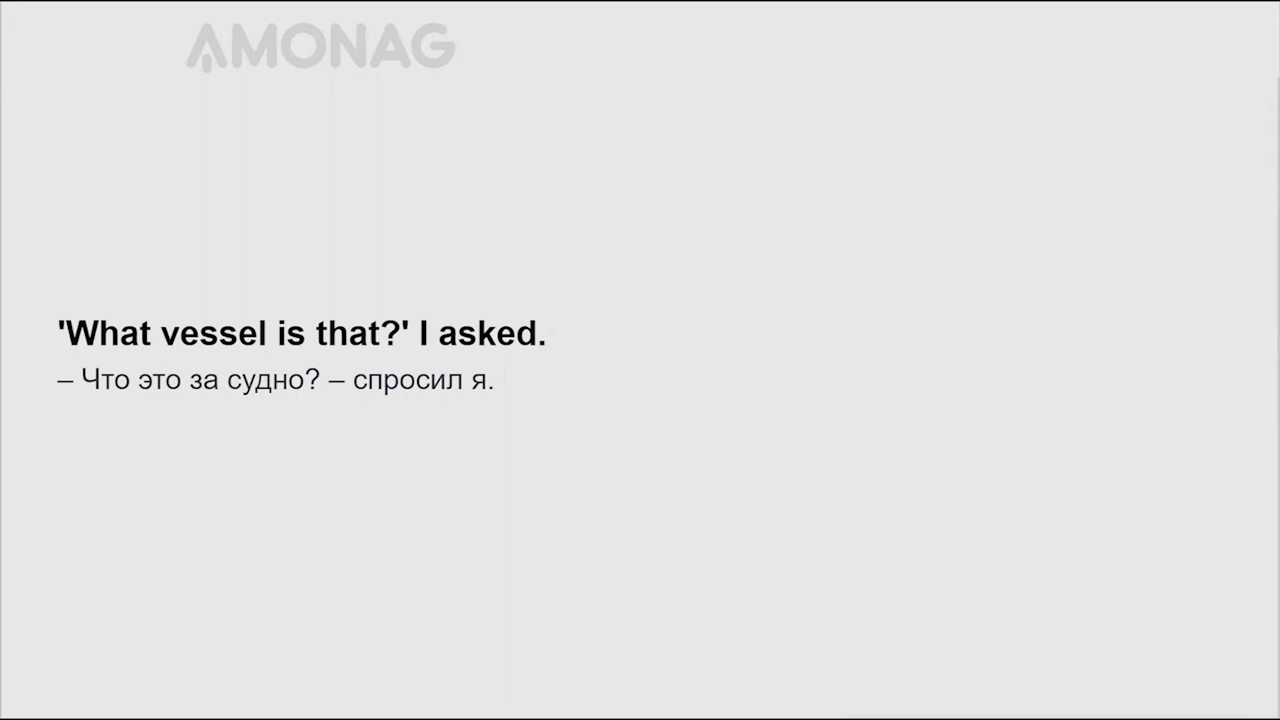 AMONAG
'What vessel is that?' I asked.
– Что это за судно? – спросил я.